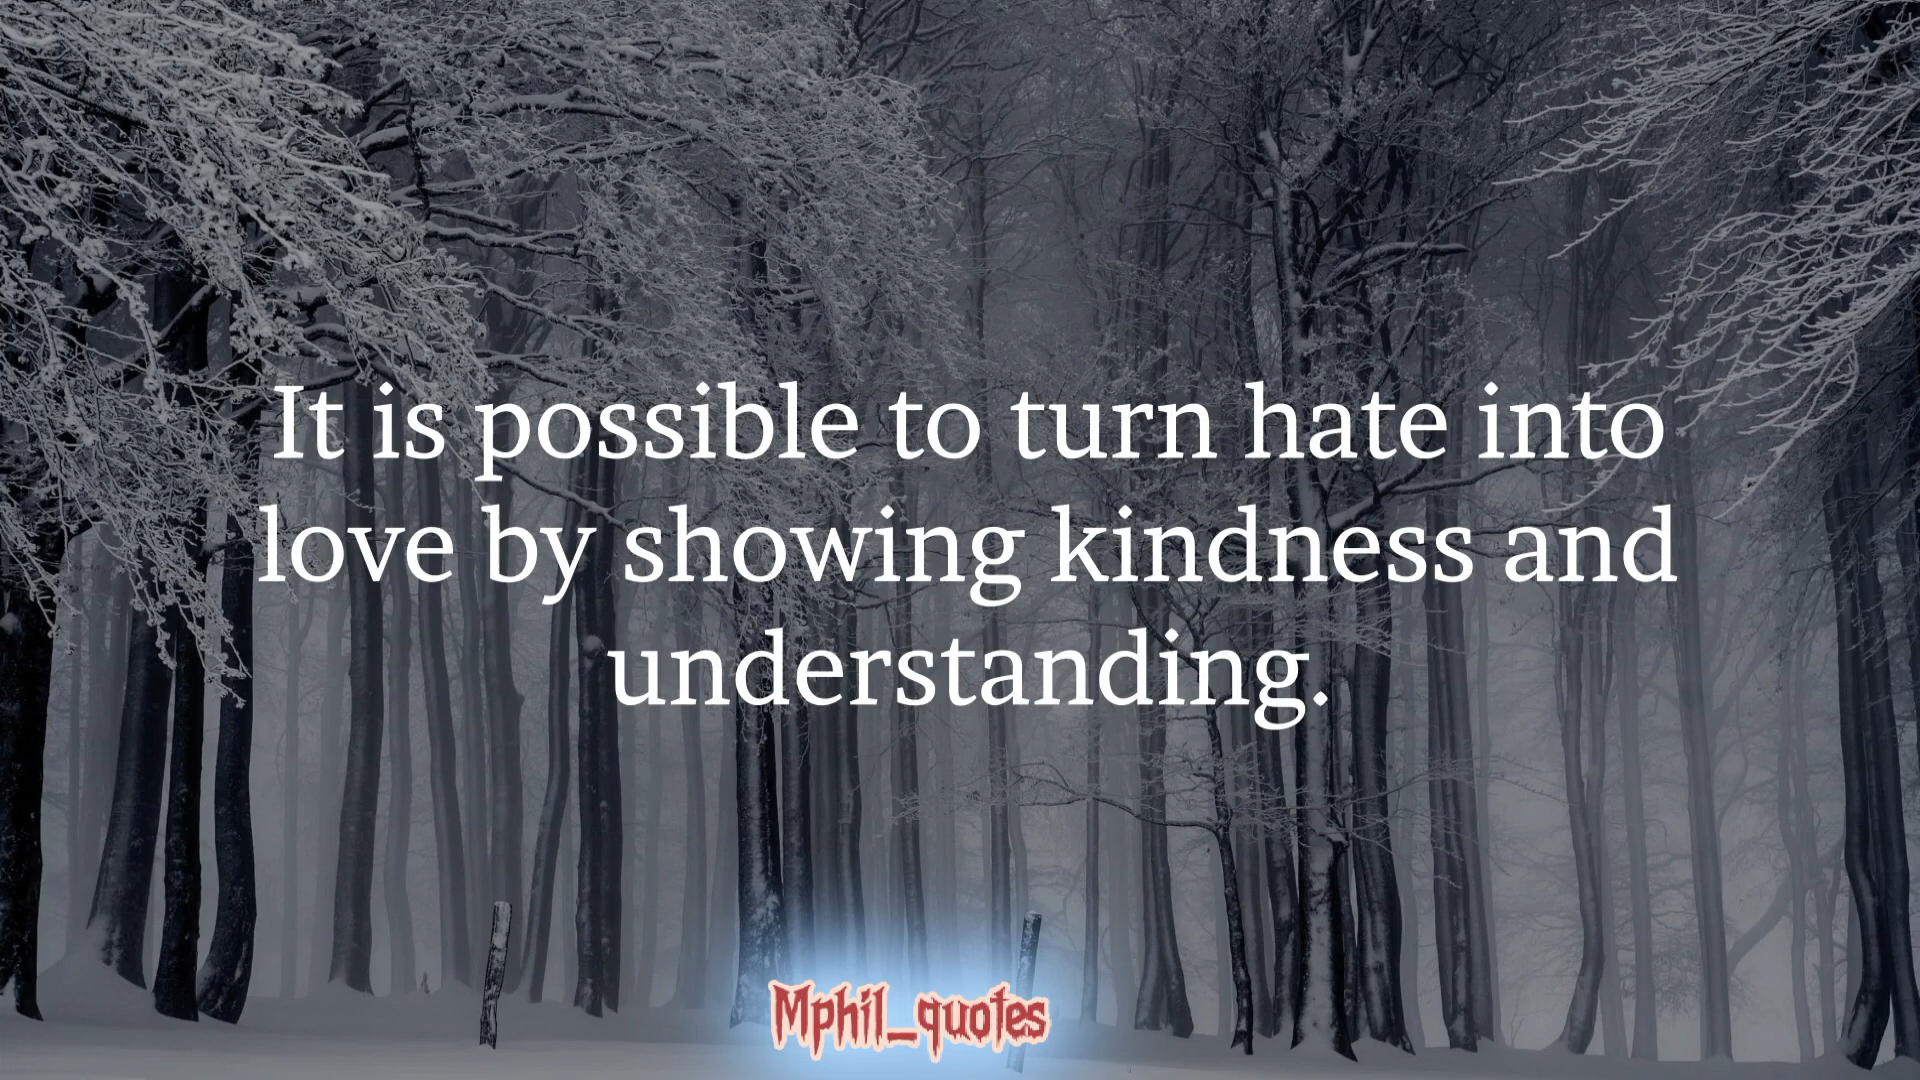 It is possible to turn hate into
love by showing kindness and
understanding.
Mphil_quotes